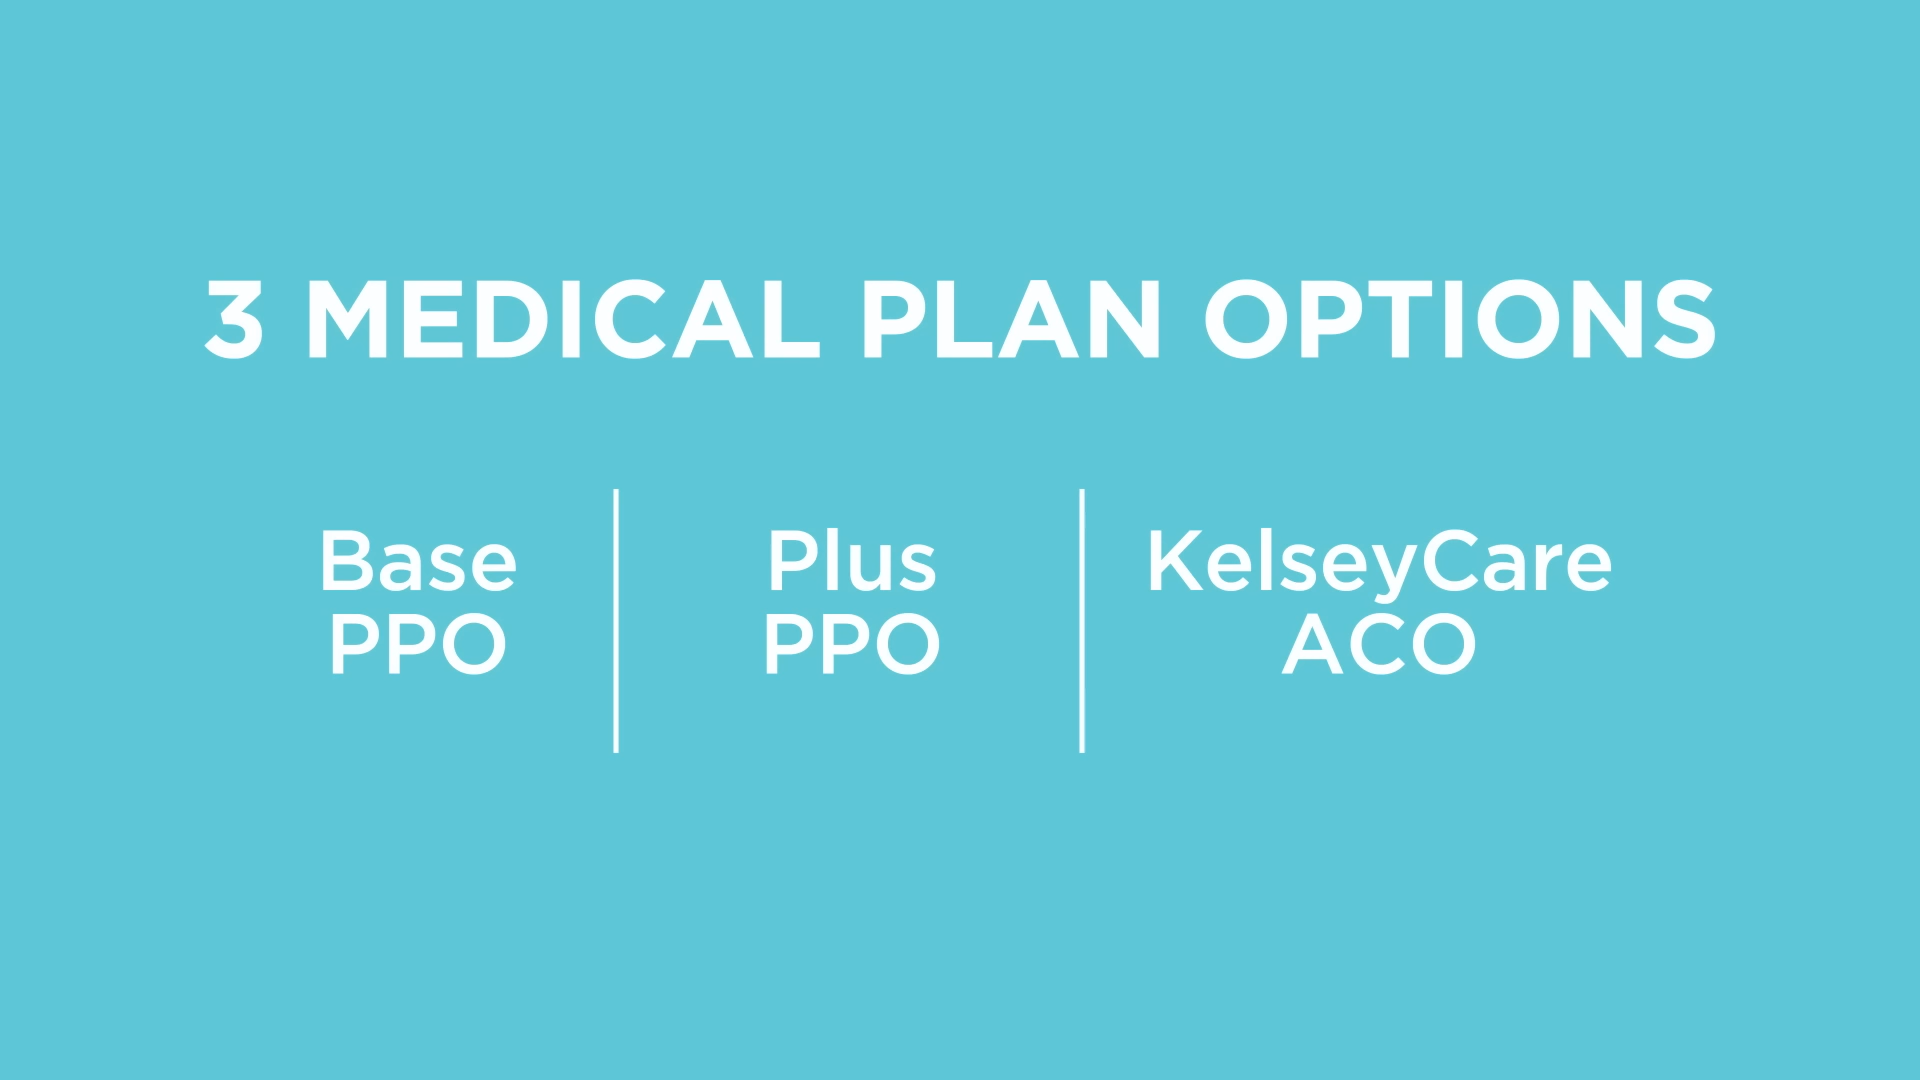 3 MEDICAL PLAN OPTIONS
Base
PPO
Plus
PPO
KelseyCare
ACO